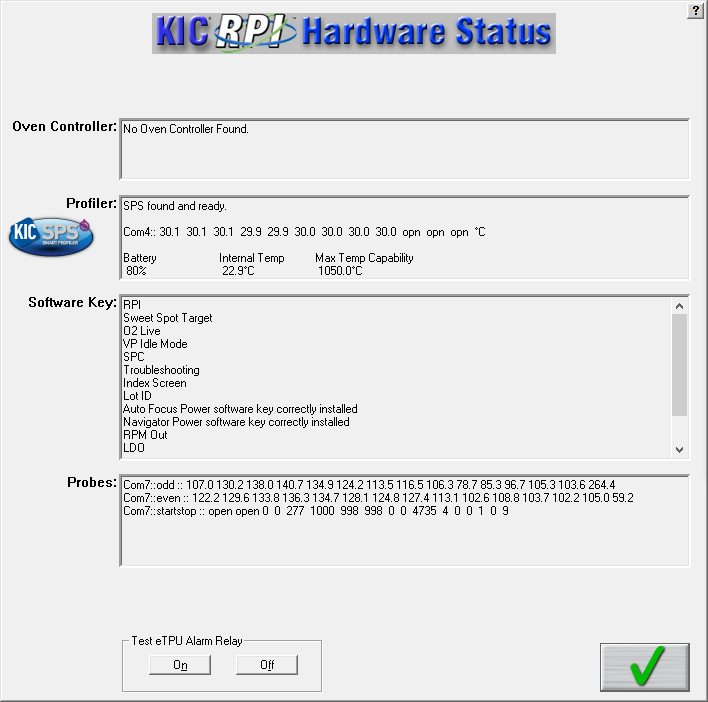 ?
KIC RPI Hardware Status
Oven Controller:
No Oven Controller Found.
Profiler:
SPS found and ready.
KIC SPS
SMART PROFILER
Com4:: 30.1 30.1 30.1 29.9 29.9 30.0 30.0 30.0 30.0 opn opn opn °C
Battery Internal Temp Max Temp Capability
80% 22.9°C 1050.0°C
Software Key:
RPI
Sweet Spot Target
O2 Live
VP Idle Mode
SPC
Troubleshooting
Index Screen
Lot ID
Auto Focus Power software key correctly installed
Navigator Power software key correctly installed
RPM Out
LDO
Probes:
Com7::odd :: 107.0 130.2 138.0 140.7 134.9 124.2 113.5 116.5 106.3 78.7 85.3 96.7 105.3 103.6 264.4
Com7::even :: 122.2 129.6 133.8 136.3 134.7 128.1 124.8 127.4 113.1 102.6 108.8 103.7 102.2 105.0 59.2
Com7::startstop :: open open 0 0 277 1000 998 998 0 0 4735 4 0 0 1 0 9
Test eTPU Alarm Relay
On Off